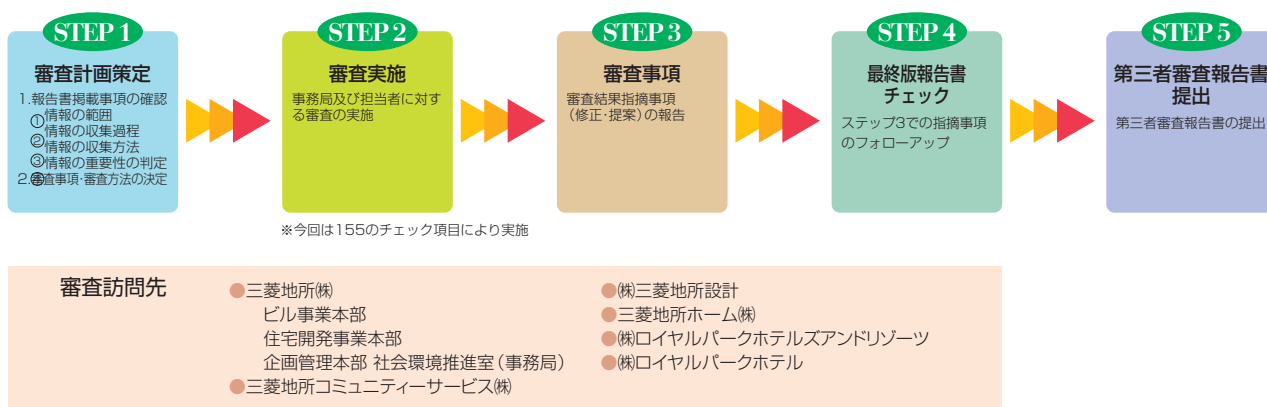 STEP 1
審査計画策定
1.報告書掲載事項の確認
①情報の範囲
②情報の収集過程
③情報の収集方法
④情報の重要性の判定
2.審査事項・審査方法の決定
STEP 2
審査実施
事務局及び担当者に対す
る審査の実施
※今回は155のチェック項目により実施
STEP 3
審査事項
審査結果指摘事項
（修正・提案）の報告
STEP 4
最終版報告書
チェック
ステップ3での指摘事項
のフォローアップ
STEP 5
第三者審査報告書
提出
第三者審査報告書の提出
審査訪問先
●三菱地所㈱
ビル事業本部
住宅開発事業本部
企画管理本部 社会環境推進室（事務局）
●三菱地所コミュニティーサービス㈱
●㈱三菱地所設計
●三菱地所ホーム㈱
●㈱ロイヤルパークホテルズアンドリゾーツ
●㈱ロイヤルパークホテル